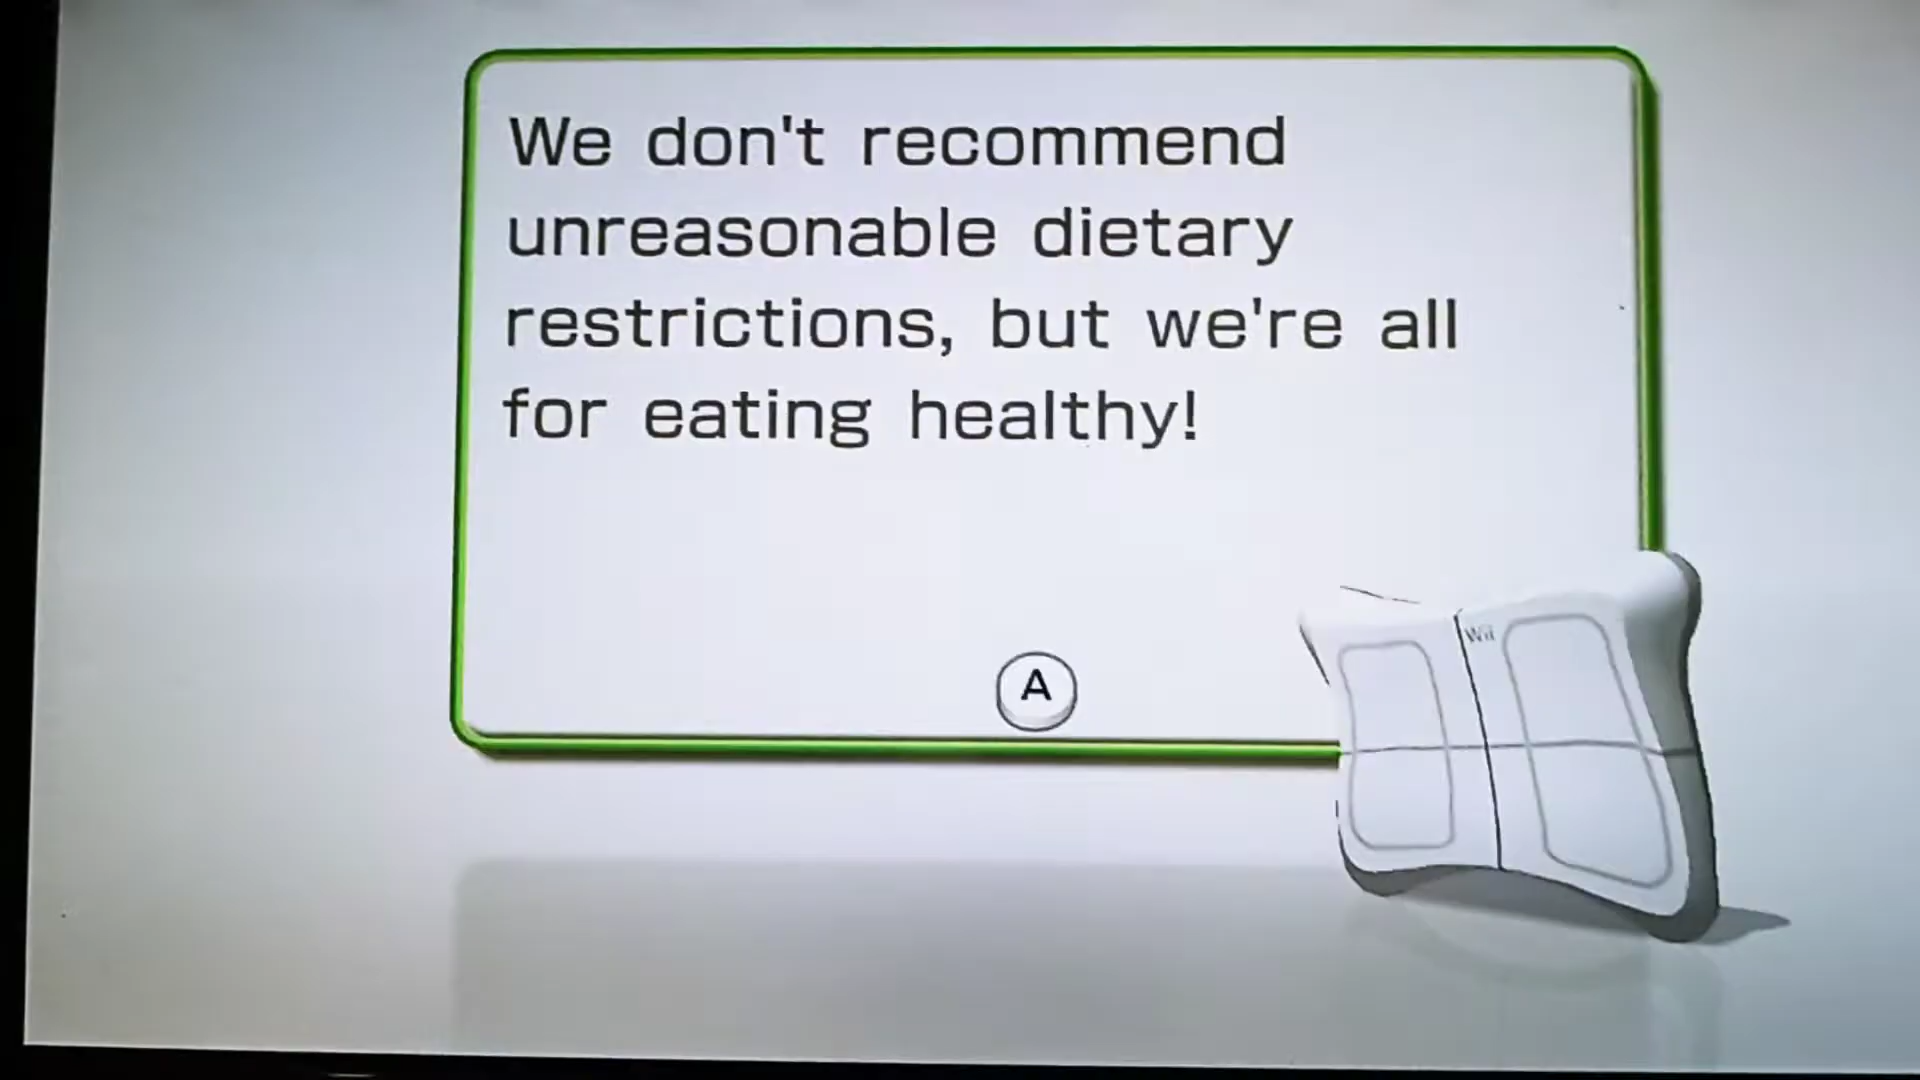 We don't recommend
unreasonable dietary
restrictions, but we're all
for eating healthy!
A
Wii